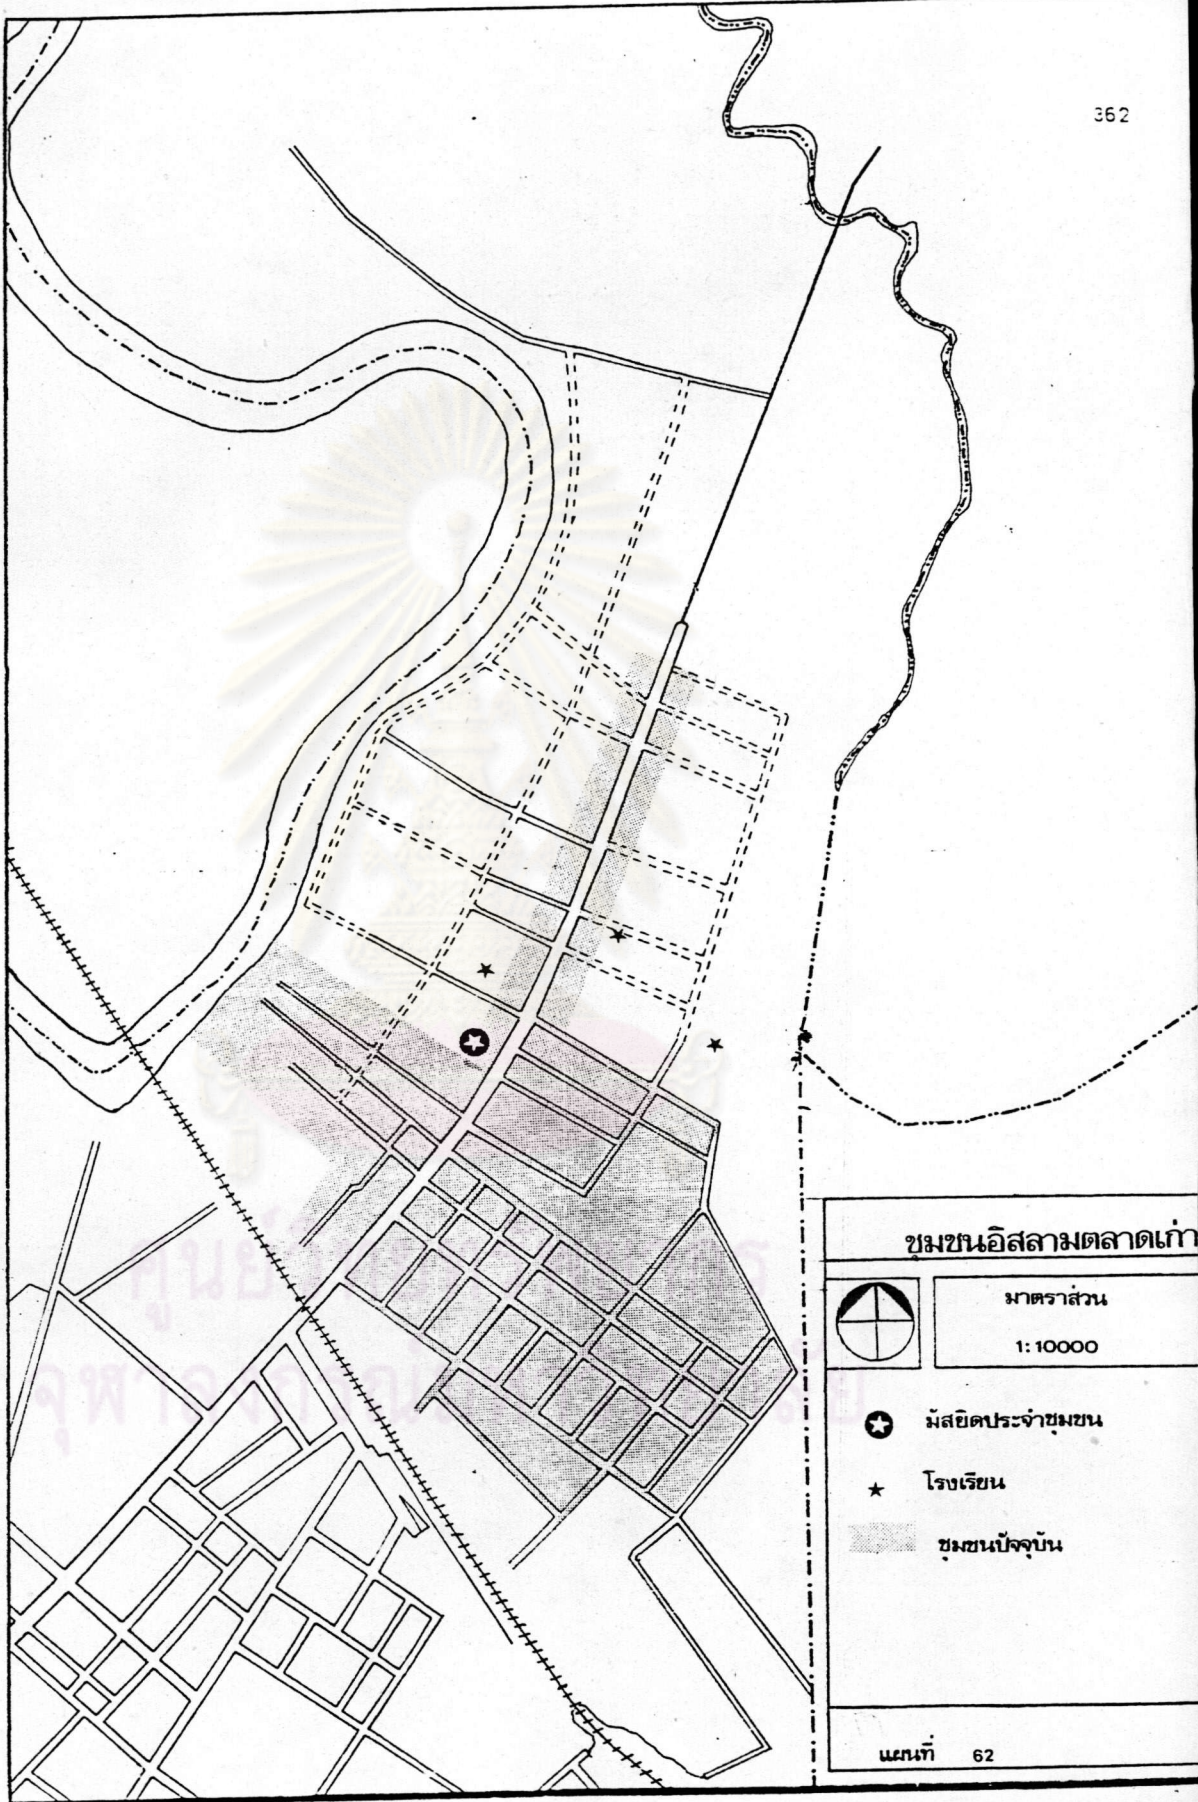 362
ชุมชนอิสลามตลาดเก่า
มาตราส่วน
1:10000
มัสยิดประจำชุมชน
โรงเรียน
ชุมชนปัจจุบัน
แผนที่ 62